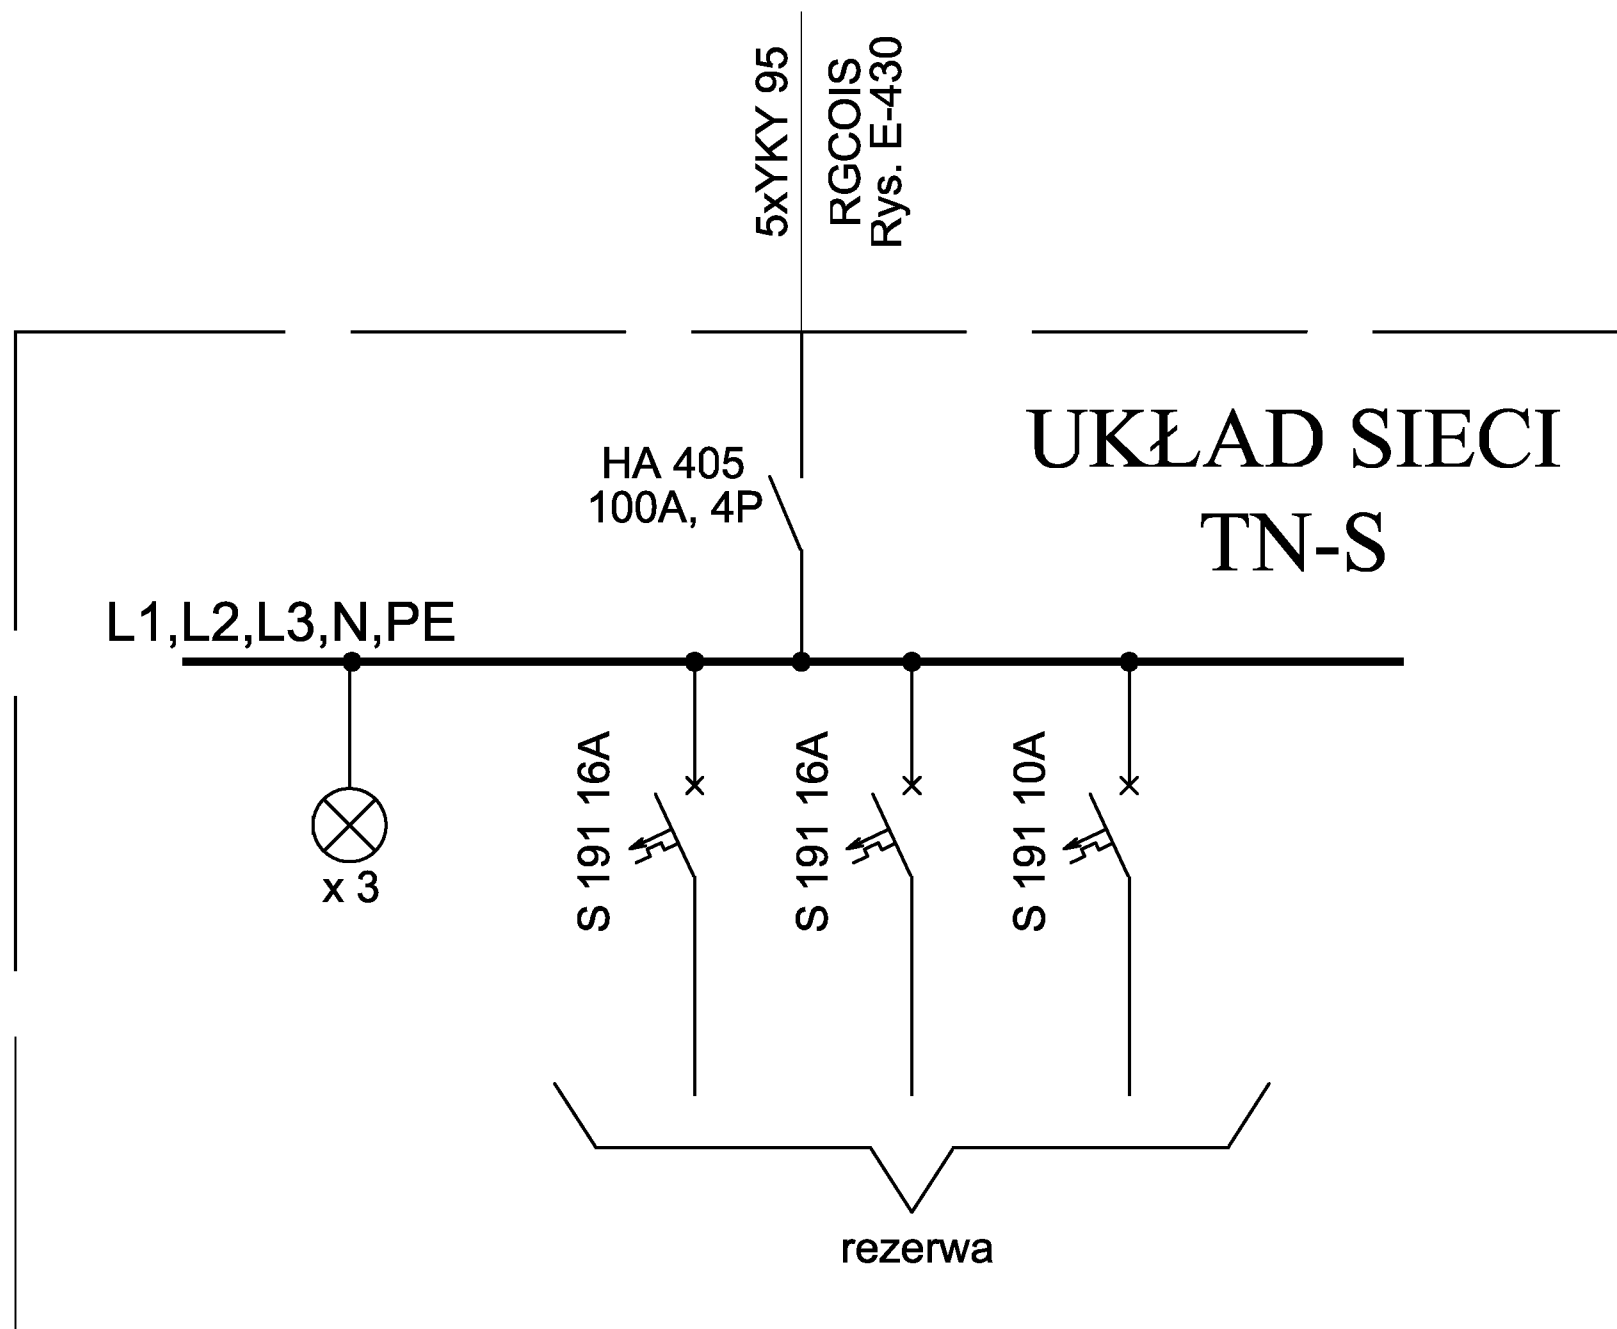 5xYKY 95
RGCOIS
Rys. E-430
UKŁAD SIECI
TN-S
HA 405
100A, 4P
L1,L2,L3,N,PE
x 3
S 191 16A
S 191 16A
S 191 10A
rezerwa